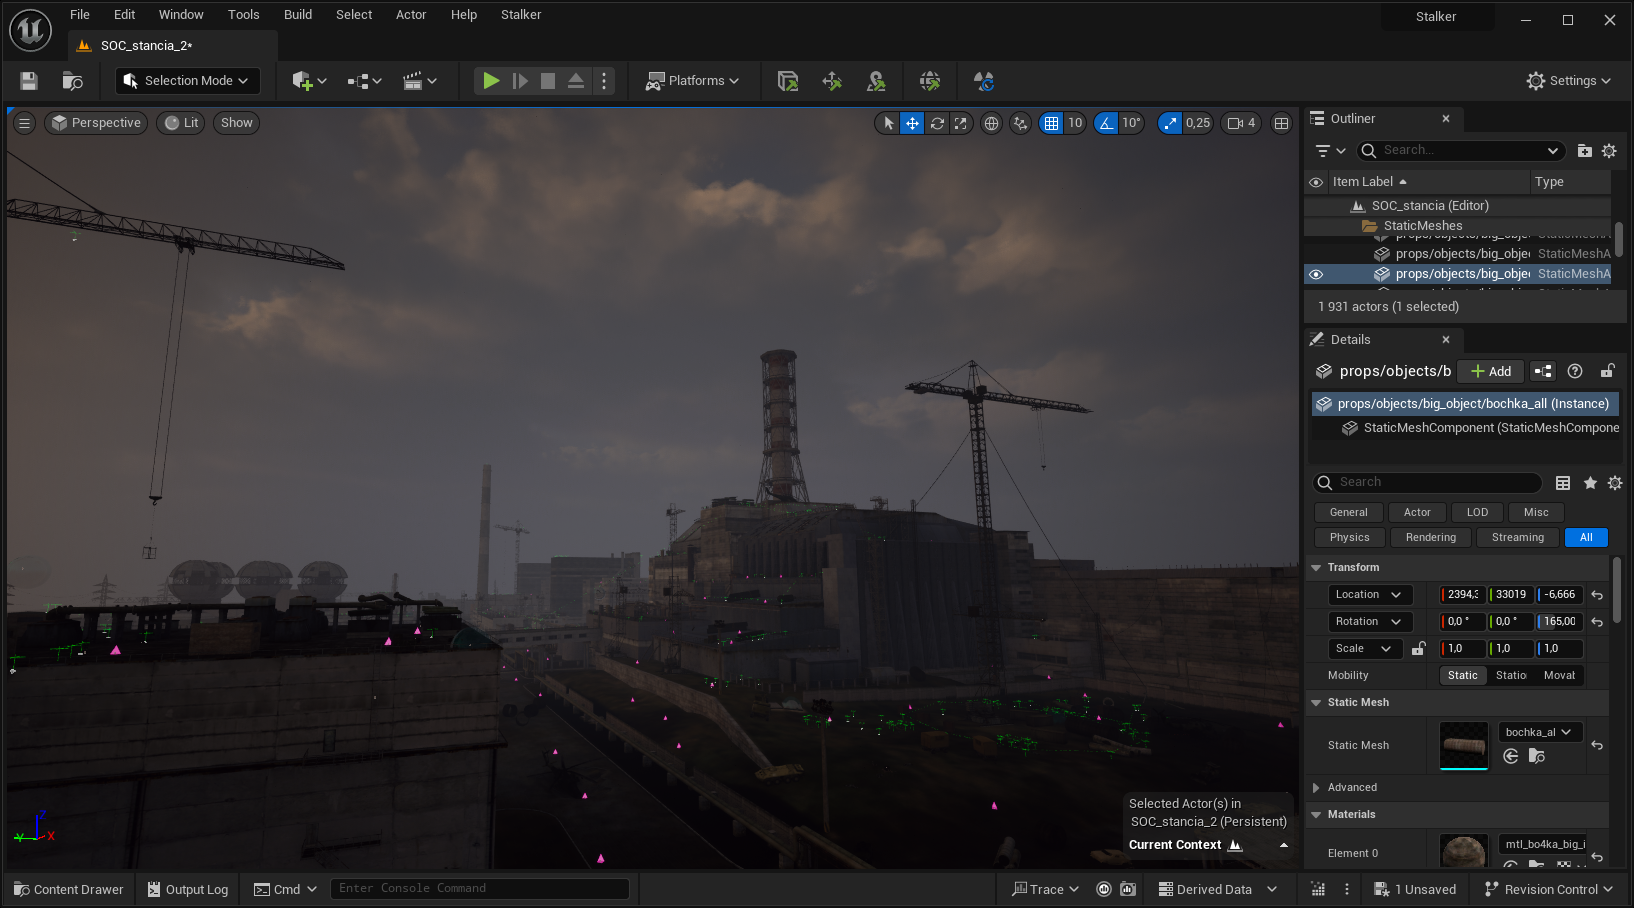 File Edit Window Tools Build Select Actor Help Stalker
Stalker
SOC_stancia_2*
Selection Mode
Platforms
Settings
Perspective
Lit
Show
10
10°
0,25
4
Outliner
Search...
Item Label
Type
SOC_stancia (Editor)
StaticMeshes
props/objects/big_obje StaticMeshA
props/objects/big_obje StaticMeshA
1 931 actors (1 selected)
Details
props/objects/b
Add
props/objects/big_object/bochka_all (Instance)
StaticMeshComponent (StaticMeshCompone
Search
General
Actor
LOD
Misc
Physics
Rendering
Streaming
All
Transform
Location 2394,3 33019 -6,666
Rotation 0,0 ° 0,0 ° 165,00
Scale 1,0 1,0 1,0
Mobility Static Statio Movat
Static Mesh
Static Mesh
bochka_al
Advanced
Materials
Element 0
mtl_bo4ka_big_i
Z
Y
X
Selected Actor(s) in
SOC_stancia_2 (Persistent)
Current Context
Content Drawer
Output Log
Cmd
Enter Console Command
Trace
Derived Data
1 Unsaved
Revision Control